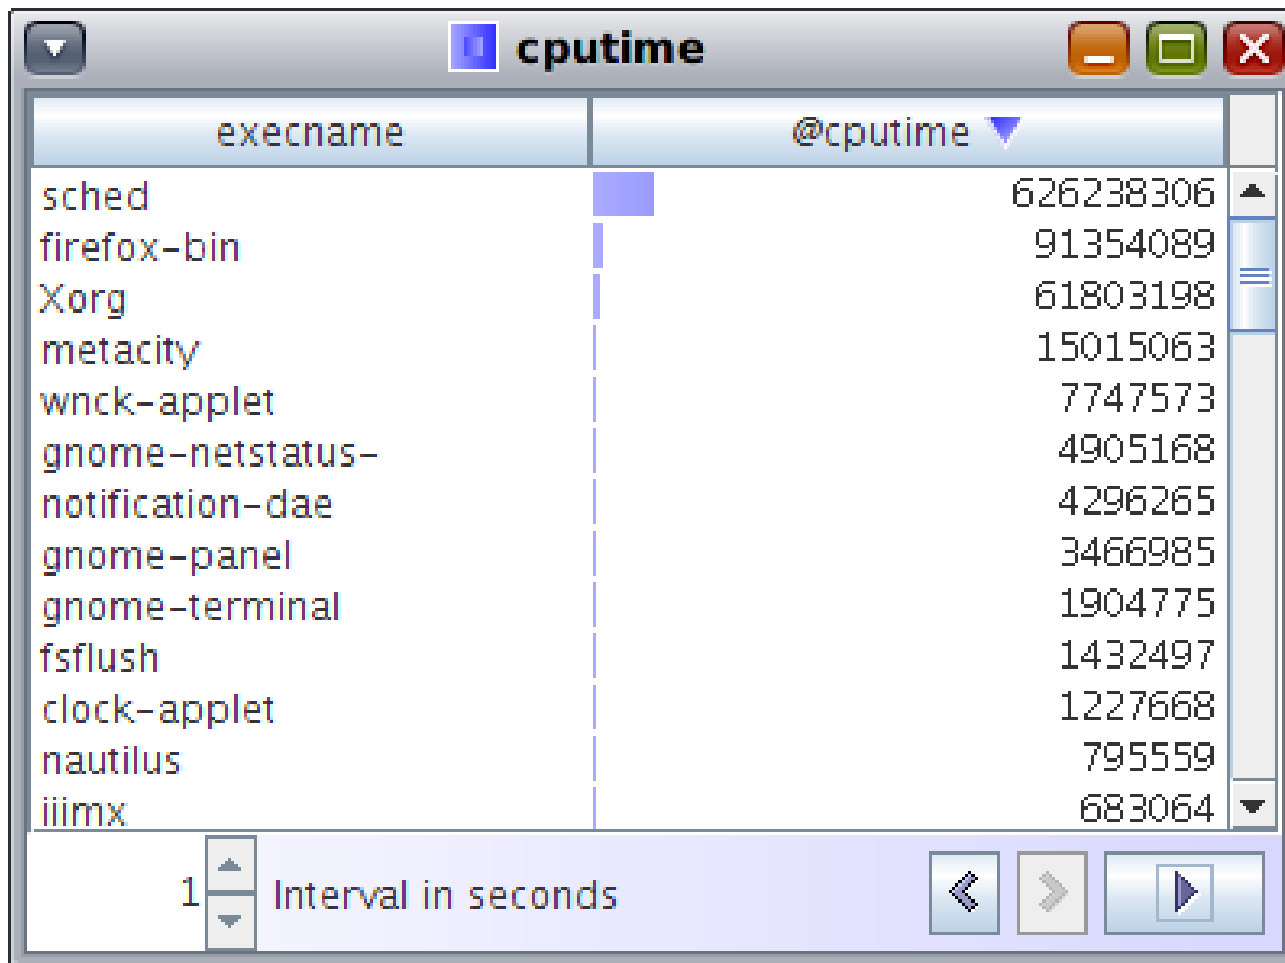 cputime
execname @cputime
sched 626238306
firefox-bin 91354089
Xorg 61803198
metacity 15015063
wnck-applet 7747573
gnome-netstatus- 4905168
notification-dae 4296265
gnome-panel 3466985
gnome-terminal 1904775
fsflush 1432497
clock-applet 1227668
nautilus 795559
iiimx 683064
1 Interval in seconds